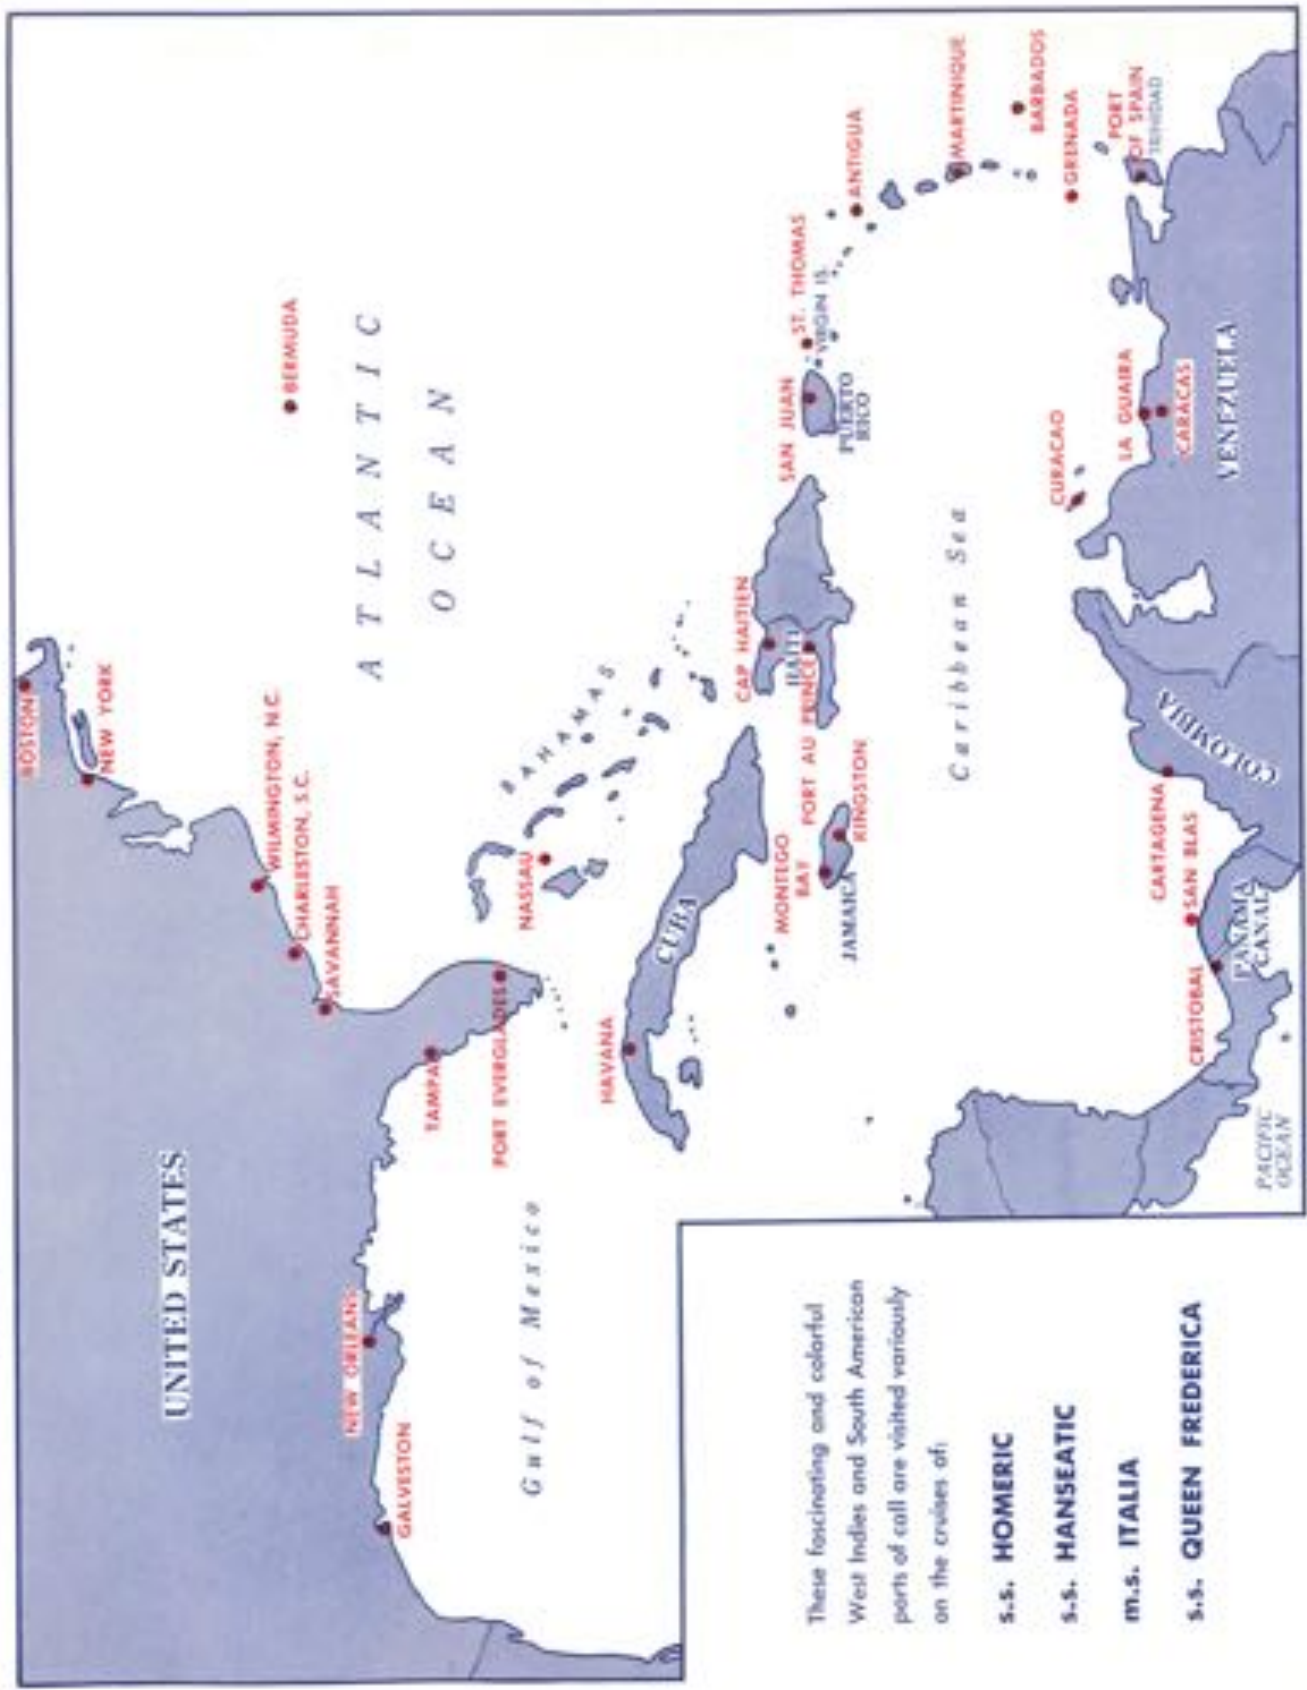 BOSTON
NEW YORK
UNITED STATES
WILMINGTON, N.C.
CHARLESTON, S.C.
SAVANNAH
BERMUDA
ATLANTIC
OCEAN
NEW ORLEANS
GALVESTON
TAMPA
PORT EVERGLADES
Gulf of Mexico
NASSAU
BAHAMAS
HAVANA
CUBA
CAP HAITIEN
HAITI
PORT AU PRINCE
SAN JUAN
PUERTO
RICO
ST. THOMAS
VIRGIN IS.
ANTIGUA
MONTEGO
BAY
KINGSTON
JAMAICA
MARTINIQUE
BARBADOS
GRENADA
PORT
OF SPAIN
TRINIDAD
Caribbean Sea
CURACAO
LA GUAIRA
CARACAS
VENEZUELA
COLOMBIA
CARTAGENA
SAN BLAS
CRISTOBAL
PANAMA
CANAL
PACIFIC
OCEAN
These fascinating and colorful
West Indies and South American
ports of call are visited variously
on the cruises of:
s.s. HOMERIC
s.s. HANSEATIC
m.s. ITALIA
s.s. QUEEN FREDERICA